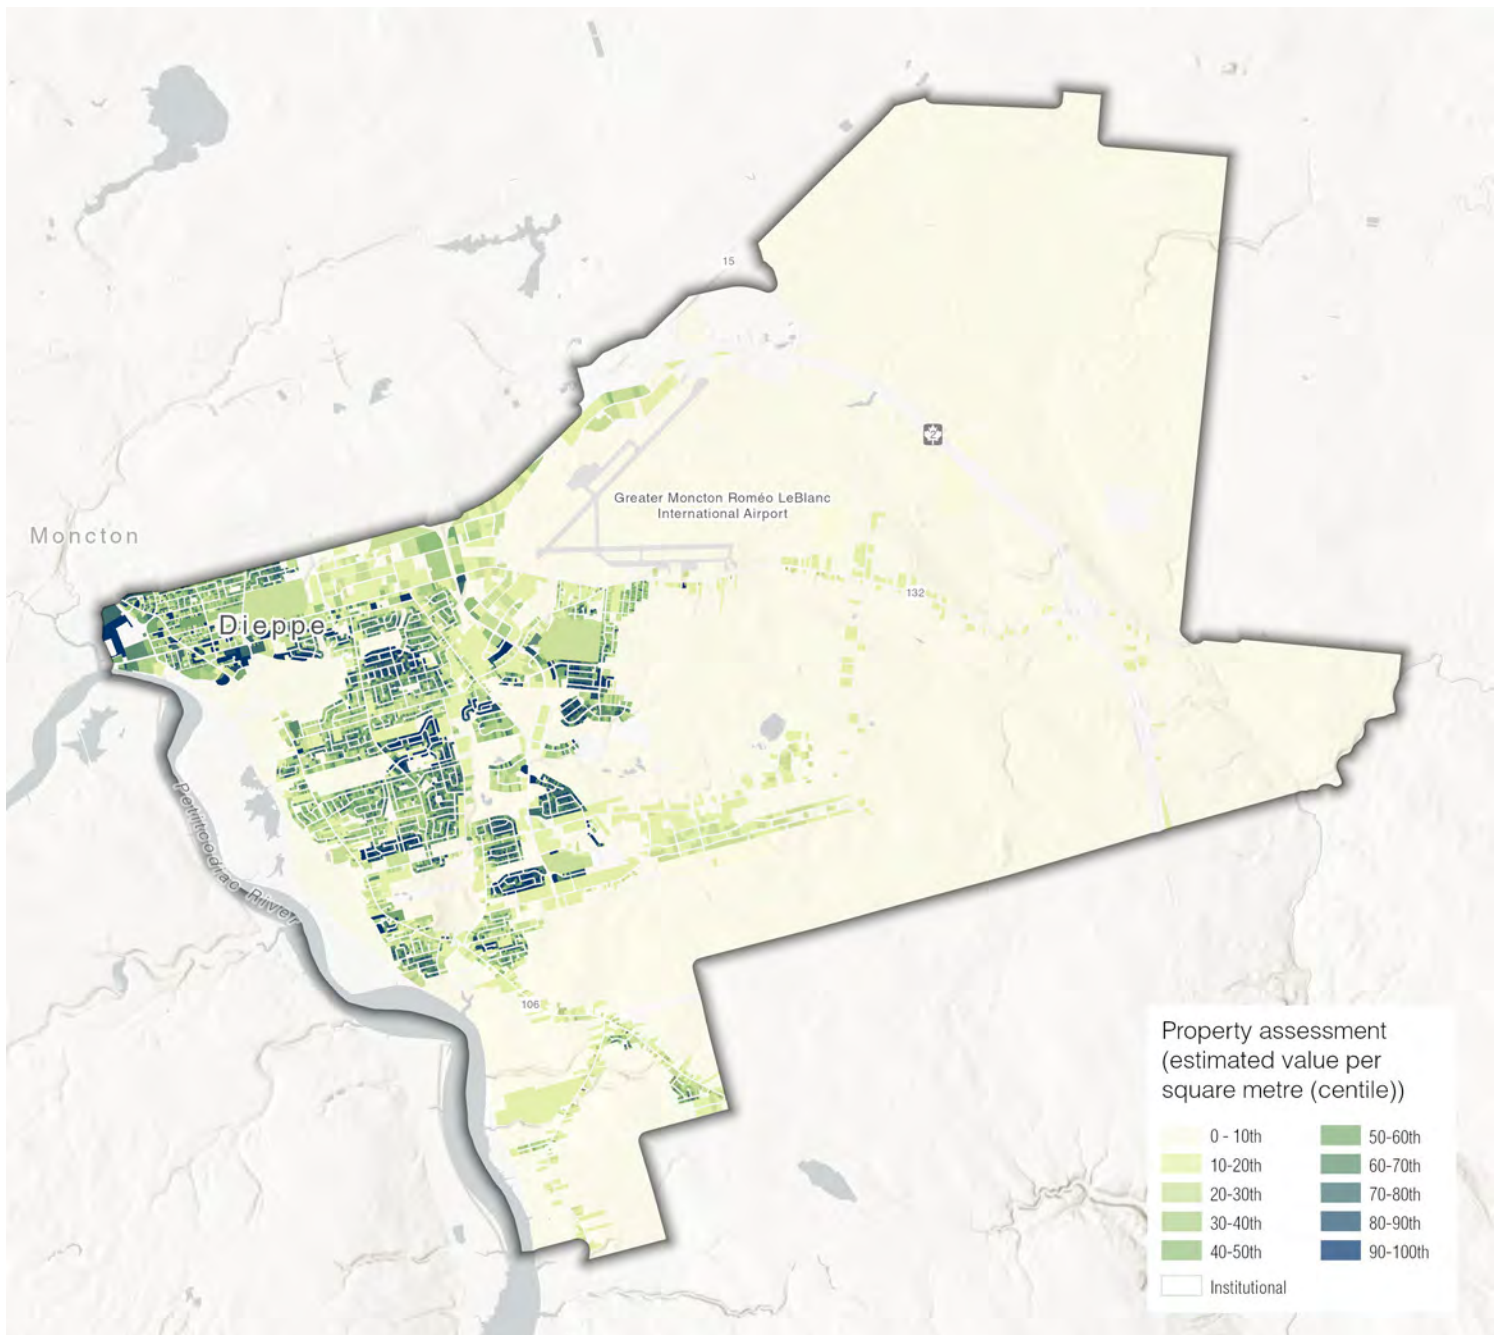 15
2
Greater Moncton Roméo LeBlanc
International Airport
Moncton
132
Dieppe
Petitcodiac River
106
Property assessment
(estimated value per
square metre (centile))
0 - 10th
10-20th
20-30th
30-40th
40-50th
50-60th
60-70th
70-80th
80-90th
90-100th
Institutional